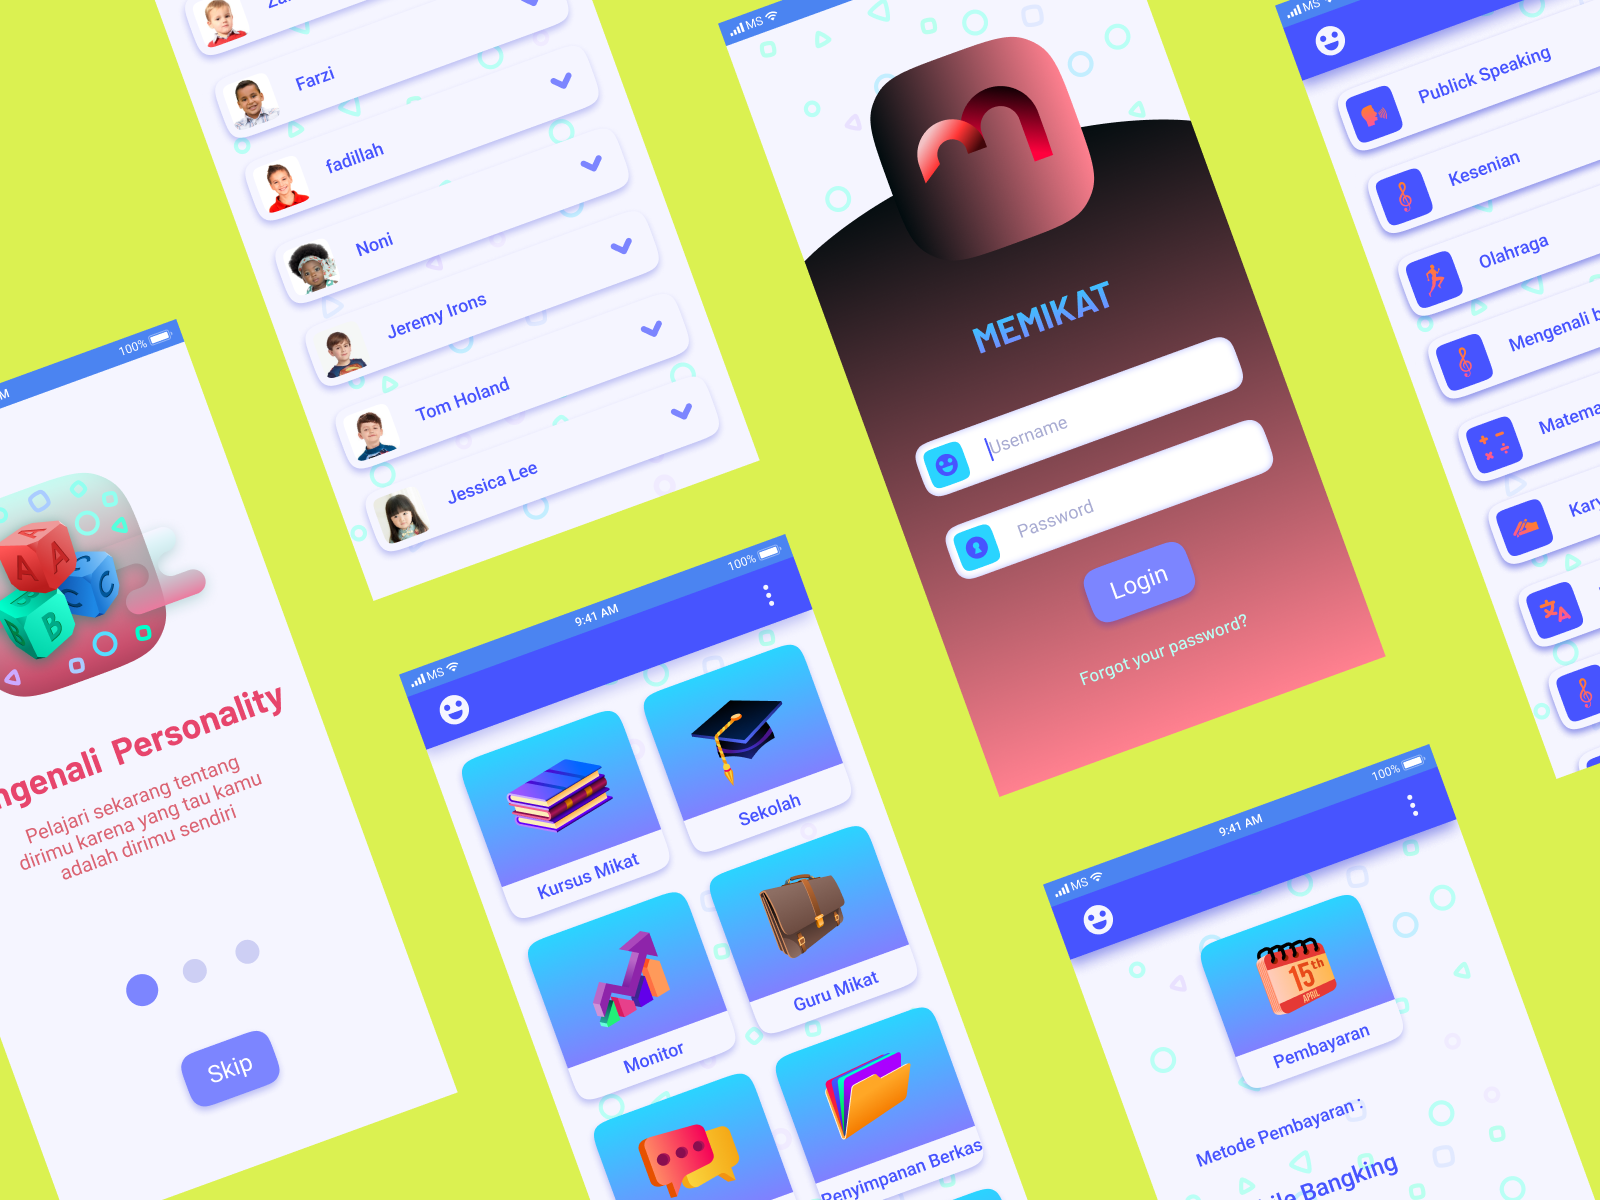 Farzi
fadillah
Noni
Jeremy Irons
Tom Holand
Jessica Lee
100%
ngenali Personality
Pelajari sekarang tentang
dirimu karena yang tau kamu
adalah dirimu sendiri
Skip
A
A
A
B
B
B
C
C
C
MS
9:41 AM
100%
Kursus Mikat
Sekolah
Monitor
Guru Mikat
Penyimpanan Berkas
MS
MEMIKAT
Username
Password
Login
Forgot your password?
MS
Publick Speaking
Kesenian
Olahraga
Mengenali b
Matema
Kary
MS
9:41 AM
100%
15th
APRIL
Pembayaran
Metode Pembayaran :
Bangking